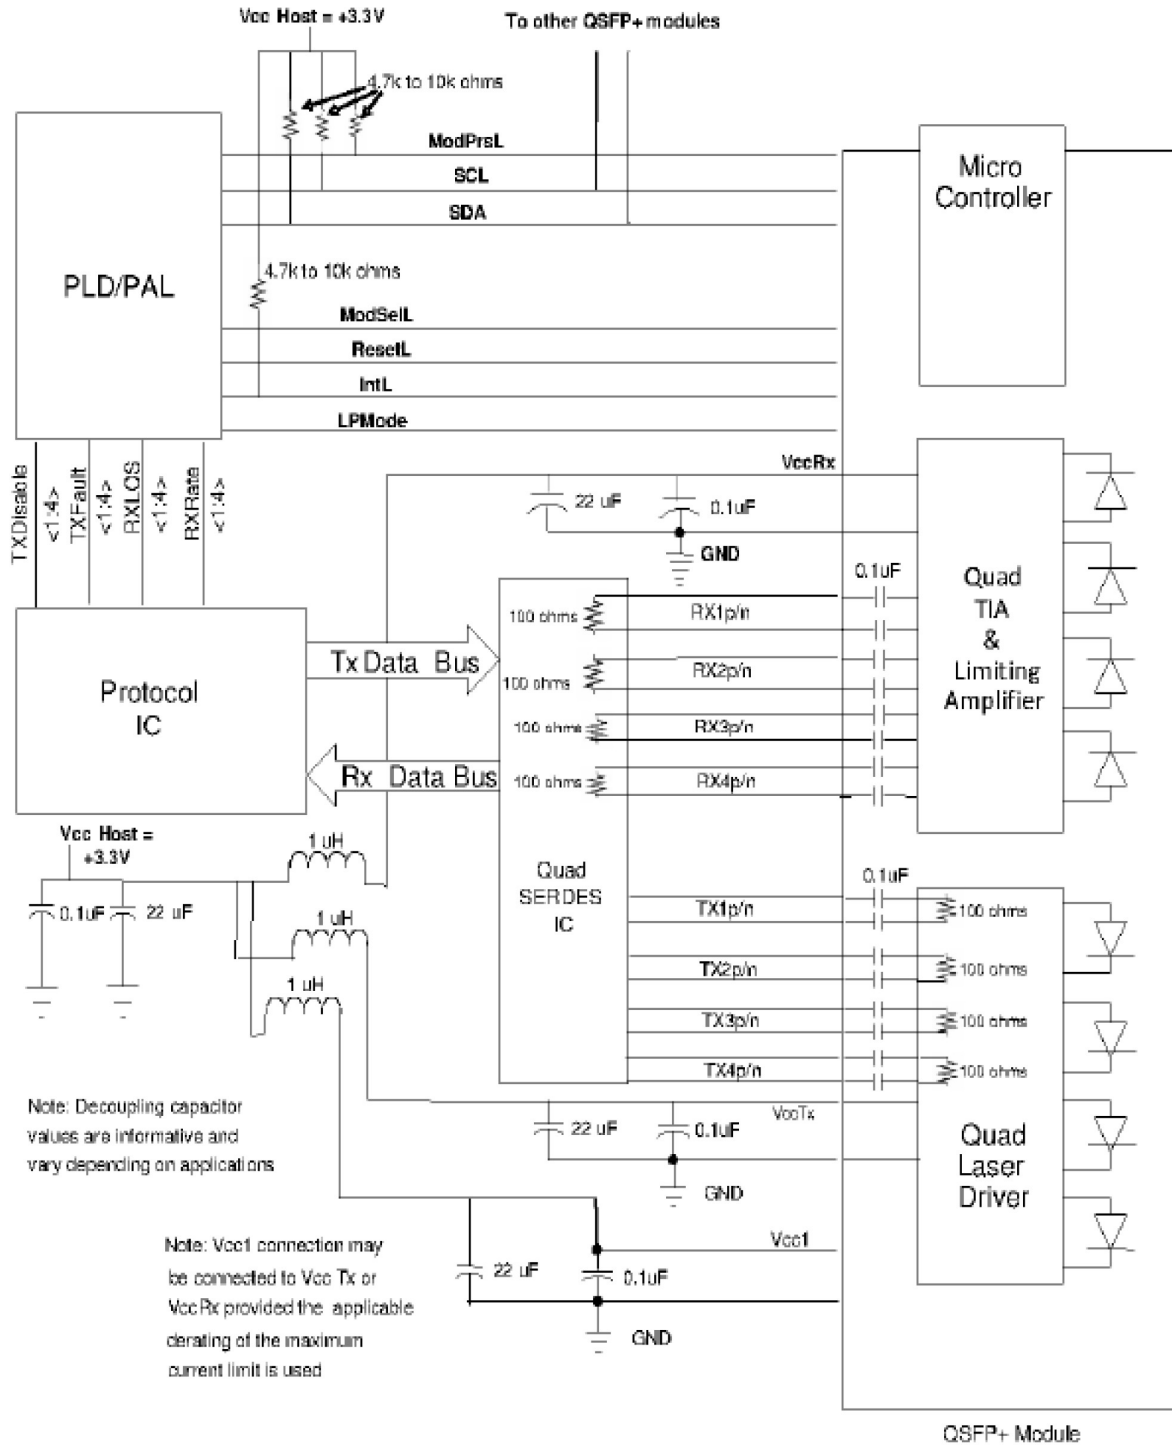 Vcc Host = +3.3V
To other QSFP+ modules
4.7k to 10k ohms
ModPrsL
SCL
SDA
Micro
Controller
PLD/PAL
4.7k to 10k ohms
ModSelL
ResetL
IntL
LPMode
TXDisable
<1:4>
TXFault
<1:4>
RXLOS
<1:4>
RXRate
<1:4>
VccRx
22 uF
0.1uF
GND
0.1uF
Quad
TIA
&
Limiting
Amplifier
100 ohms
RX1p/n
100 ohms
RX2p/n
100 ohms
RX3p/n
100 ohms
RX4p/n
Protocol
IC
Tx Data Bus
Rx Data Bus
Vcc Host =
+3.3V
0.1uF
22 uF
1 uH
1 uH
1 uH
Quad
SERDES
IC
0.1uF
TX1p/n
100 ohms
TX2p/n
100 ohms
TX3p/n
100 ohms
TX4p/n
100 ohms
Note: Decoupling capacitor
values are informative and
vary depending on applications
VccTx
22 uF
0.1uF
GND
Quad
Laser
Driver
Note: Vcc1 connection may
be connected to Vcc Tx or
Vcc Rx provided the applicable
derating of the maximum
current limit is used
Vcc1
22 uF
0.1uF
GND
QSFP+ Module